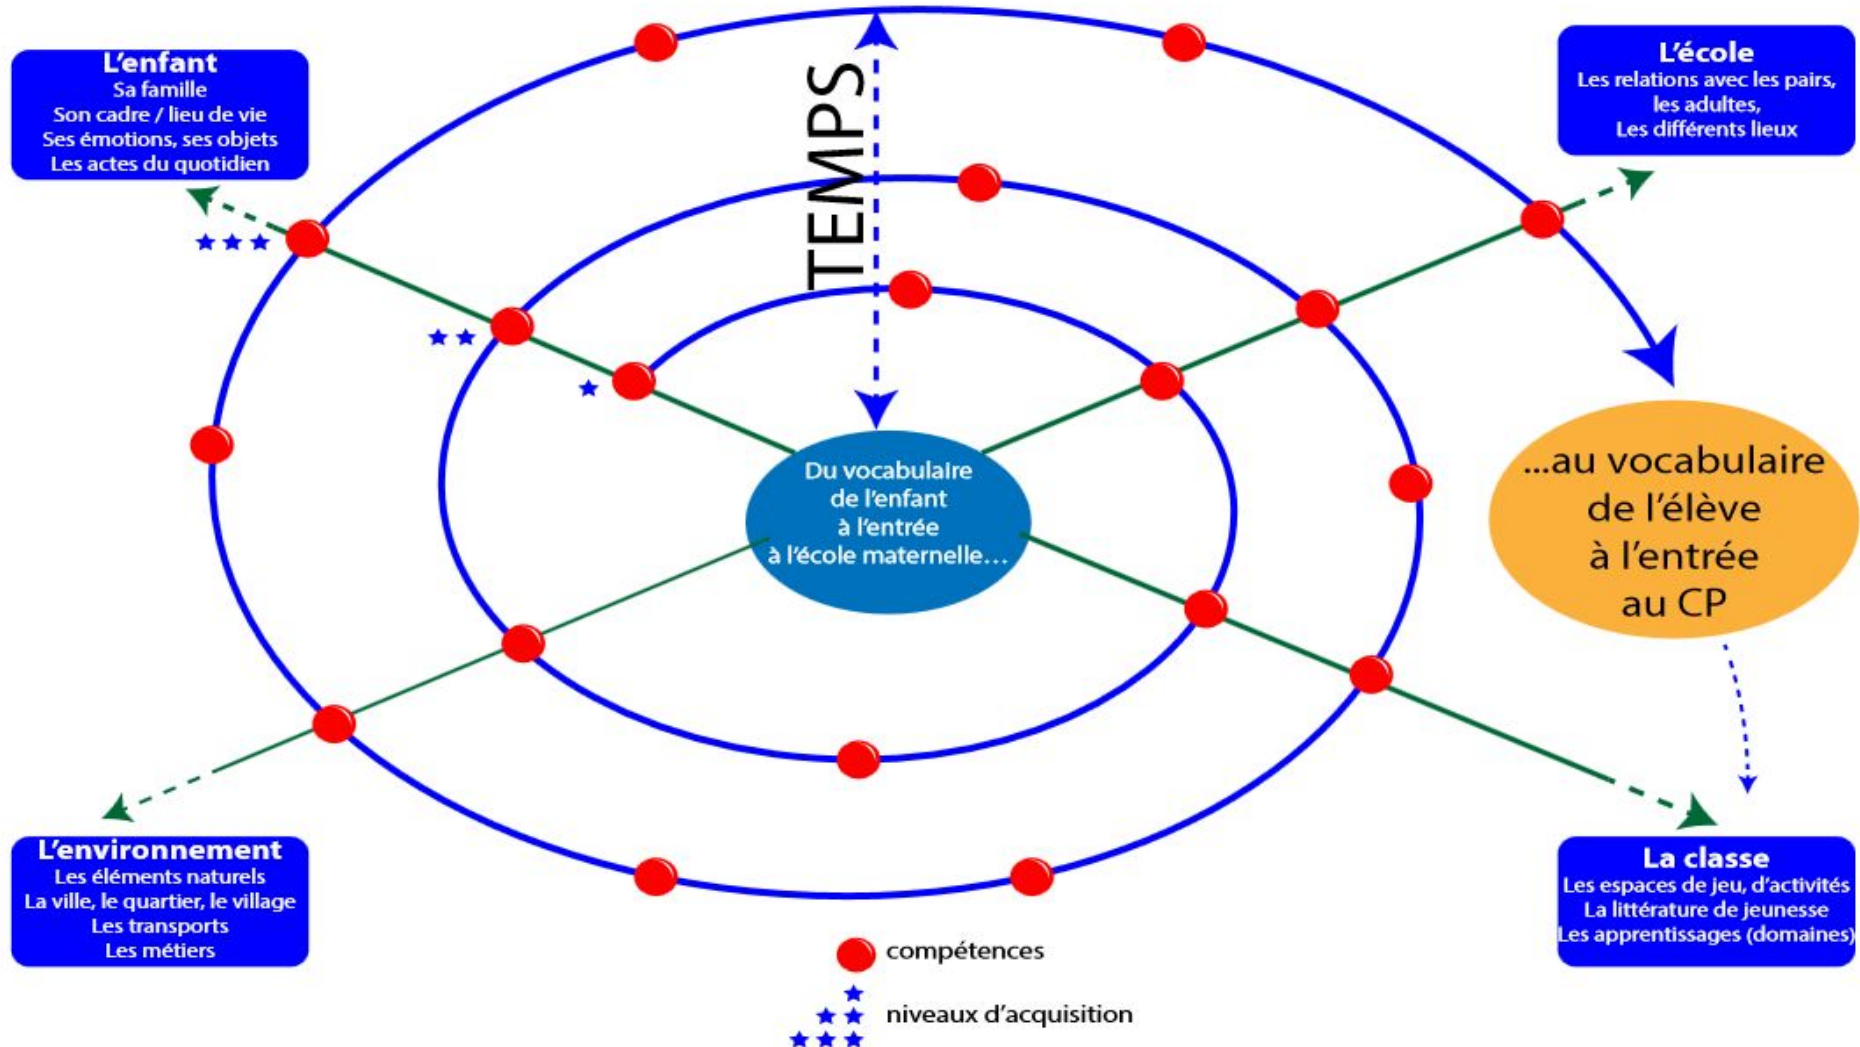 L'enfant
Sa famille
Son cadre / lieu de vie
Ses émotions, ses objets
Les actes du quotidien
TEMPS
L'école
Les relations avec les pairs,
les adultes,
Les différents lieux
Du vocabulaire
de l'enfant
à l'entrée
à l'école maternelle…
...au vocabulaire
de l'élève
à l'entrée
au CP
L'environnement
Les éléments naturels
La ville, le quartier, le village
Les transports
Les métiers
La classe
Les espaces de jeu, d'activités
La littérature de jeunesse
Les apprentissages (domaines)
compétences
niveaux d'acquisition